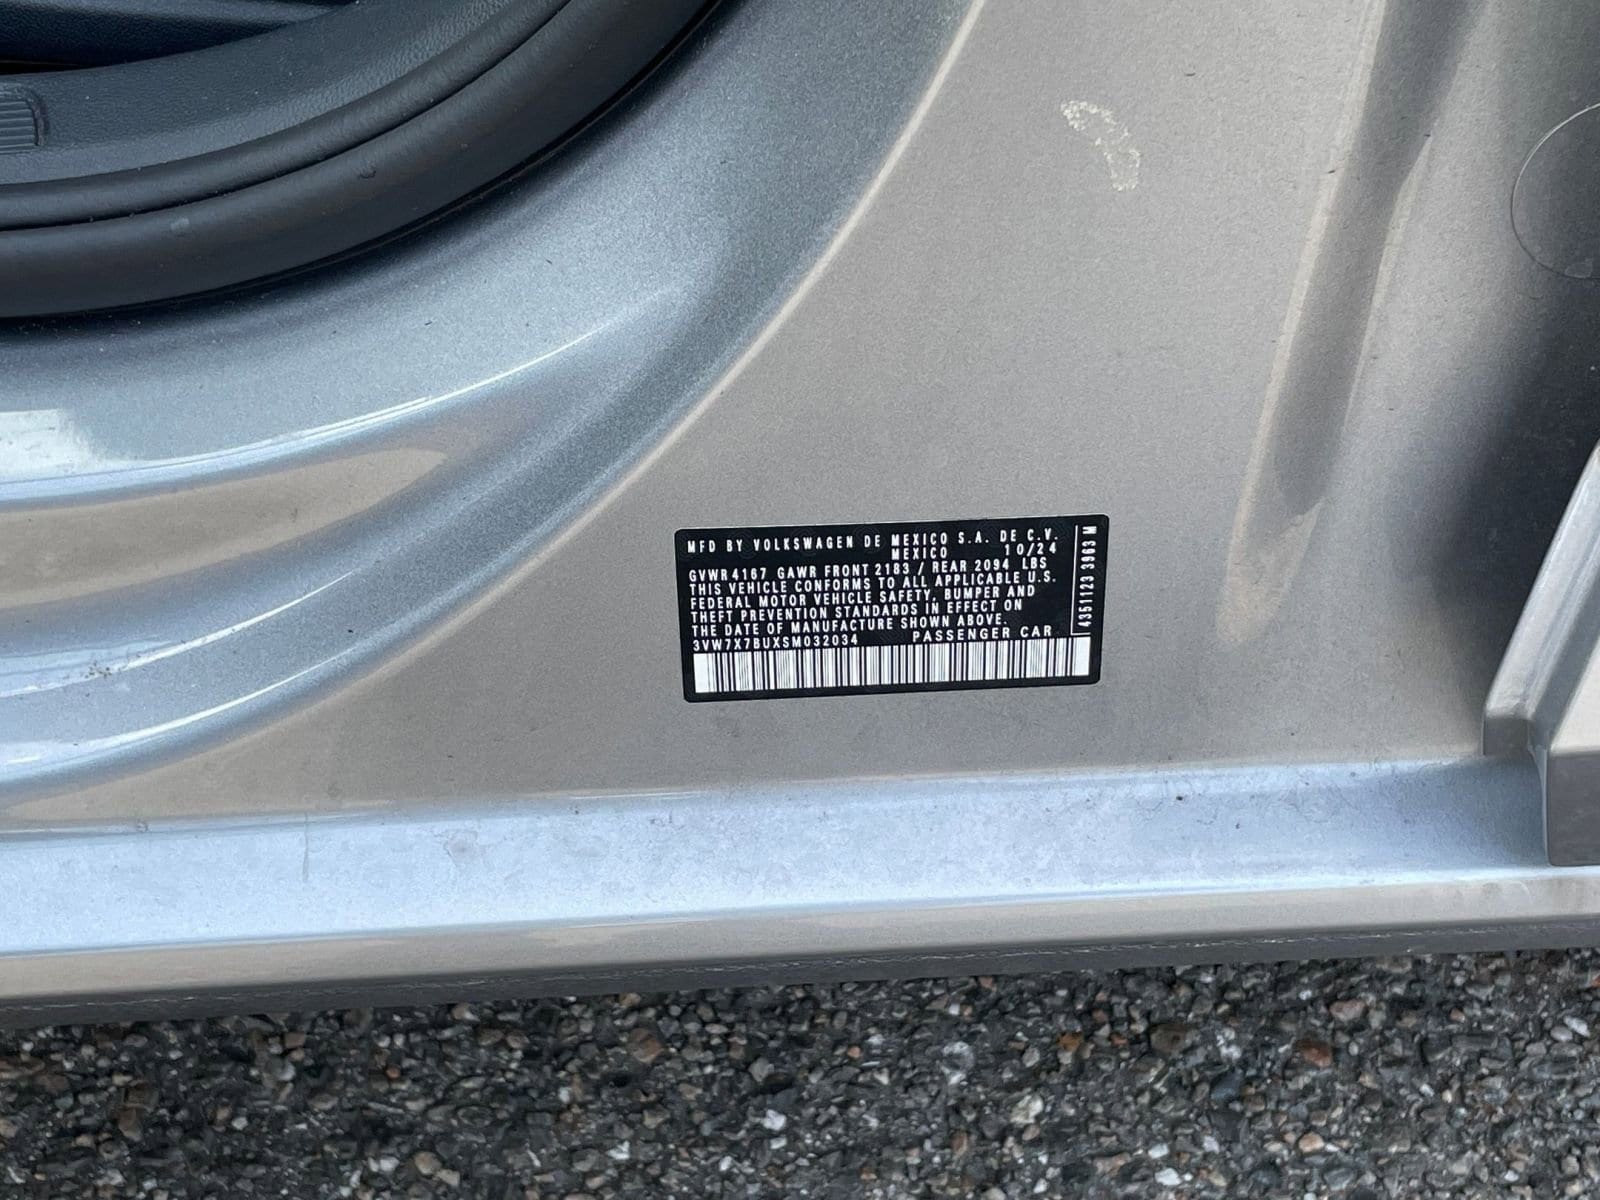 MFD BY VOLKSWAGEN DE MEXICO S.A. DE C.V.
MEXICO 10/24
GVWR 4167 GAWR FRONT 2183 / REAR 2094 LBS
THIS VEHICLE CONFORMS TO ALL APPLICABLE U.S.
FEDERAL MOTOR VEHICLE SAFETY, BUMPER AND
THEFT PREVENTION STANDARDS IN EFFECT ON
THE DATE OF MANUFACTURE SHOWN ABOVE.
3VW7X7BUXSM032034 PASSENGER CAR
4351123 3963 M